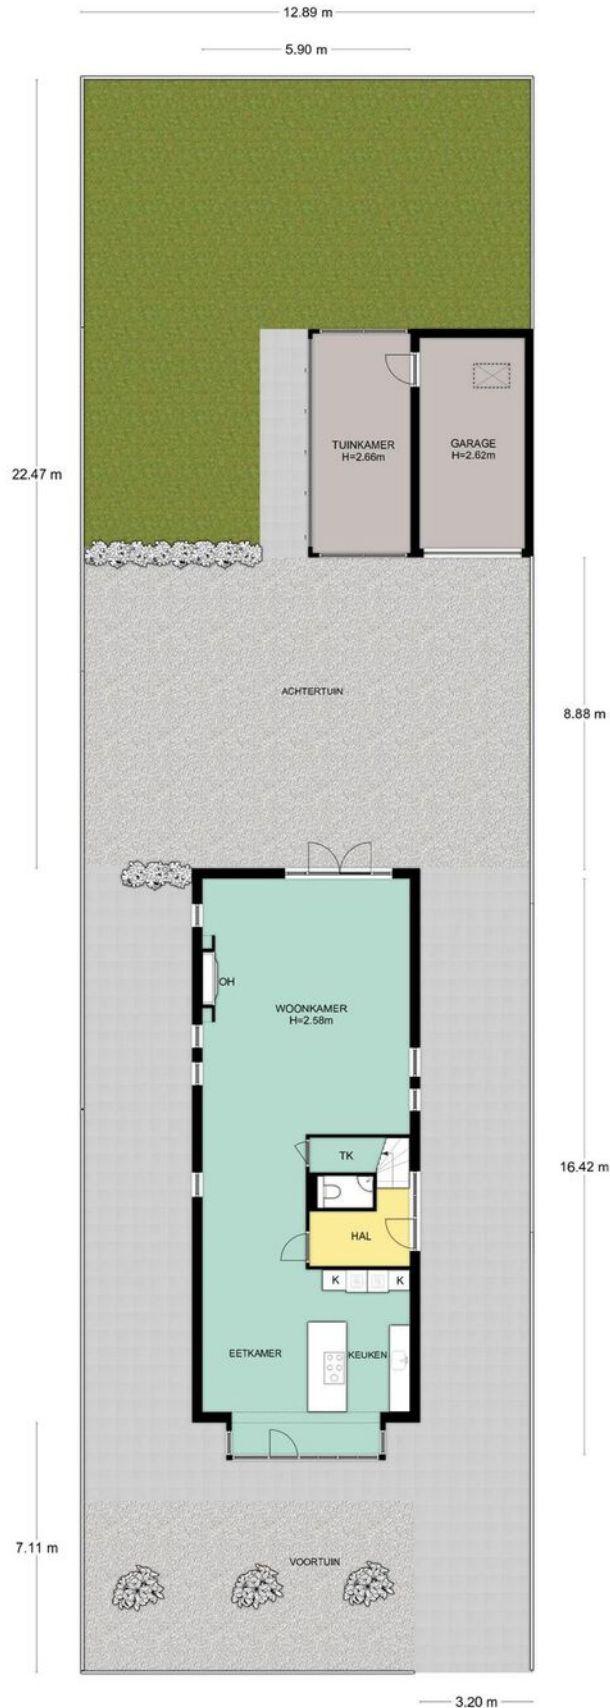 12.89 m
5.90 m
22.47 m
TUINKAMER
H=2.66m
GARAGE
H=2.62m
ACHTERTUIN
8.88 m
OH
WOONKAMER
H=2.58m
TK
16.42 m
HAL
K
K
EETKAMER
KEUKEN
7.11 m
VOORTUIN
3.20 m